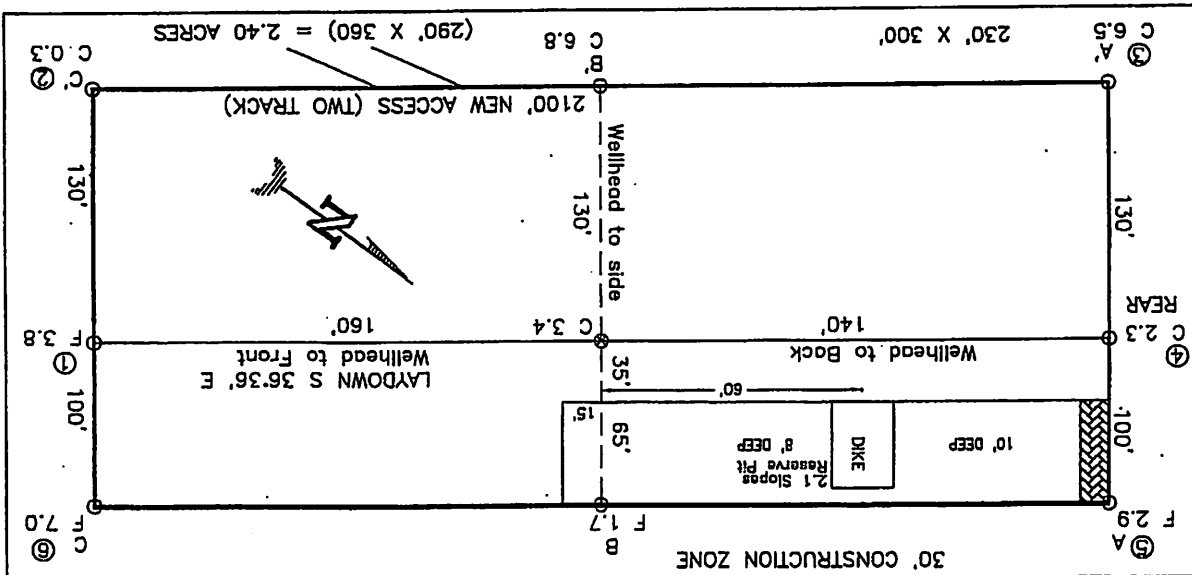 30' CONSTRUCTION ZONE
⑤ A
F 2.9
B
F 1.7
C ⑥
F 7.0
10' DEEP
DIKE
2:1 Slopes
Reserve Pit
8' DEEP
65'
15'
100'
60'
35'
100'
Wellhead to Back
140'
④
C 2.3
REAR
C 3.4
LAYDOWN S 36°36' E
Wellhead to Front
160'
①
F 3.8
130'
Wellhead to side
130'
N
130'
2100' NEW ACCESS (TWO TRACK)
③ A'
C 6.5
230' X 300'
B'
C 6.8
(290' X 360) = 2.40 ACRES
C' ②
C 0.3